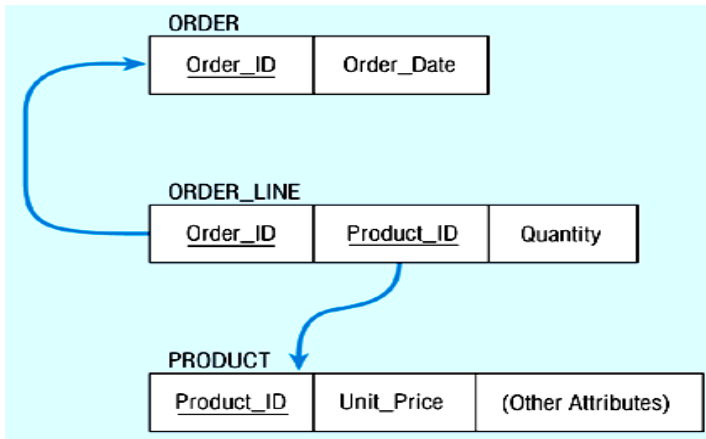 ORDER
Order_ID Order_Date
ORDER_LINE
Order_ID Product_ID Quantity
PRODUCT
Product_ID Unit_Price (Other Attributes)